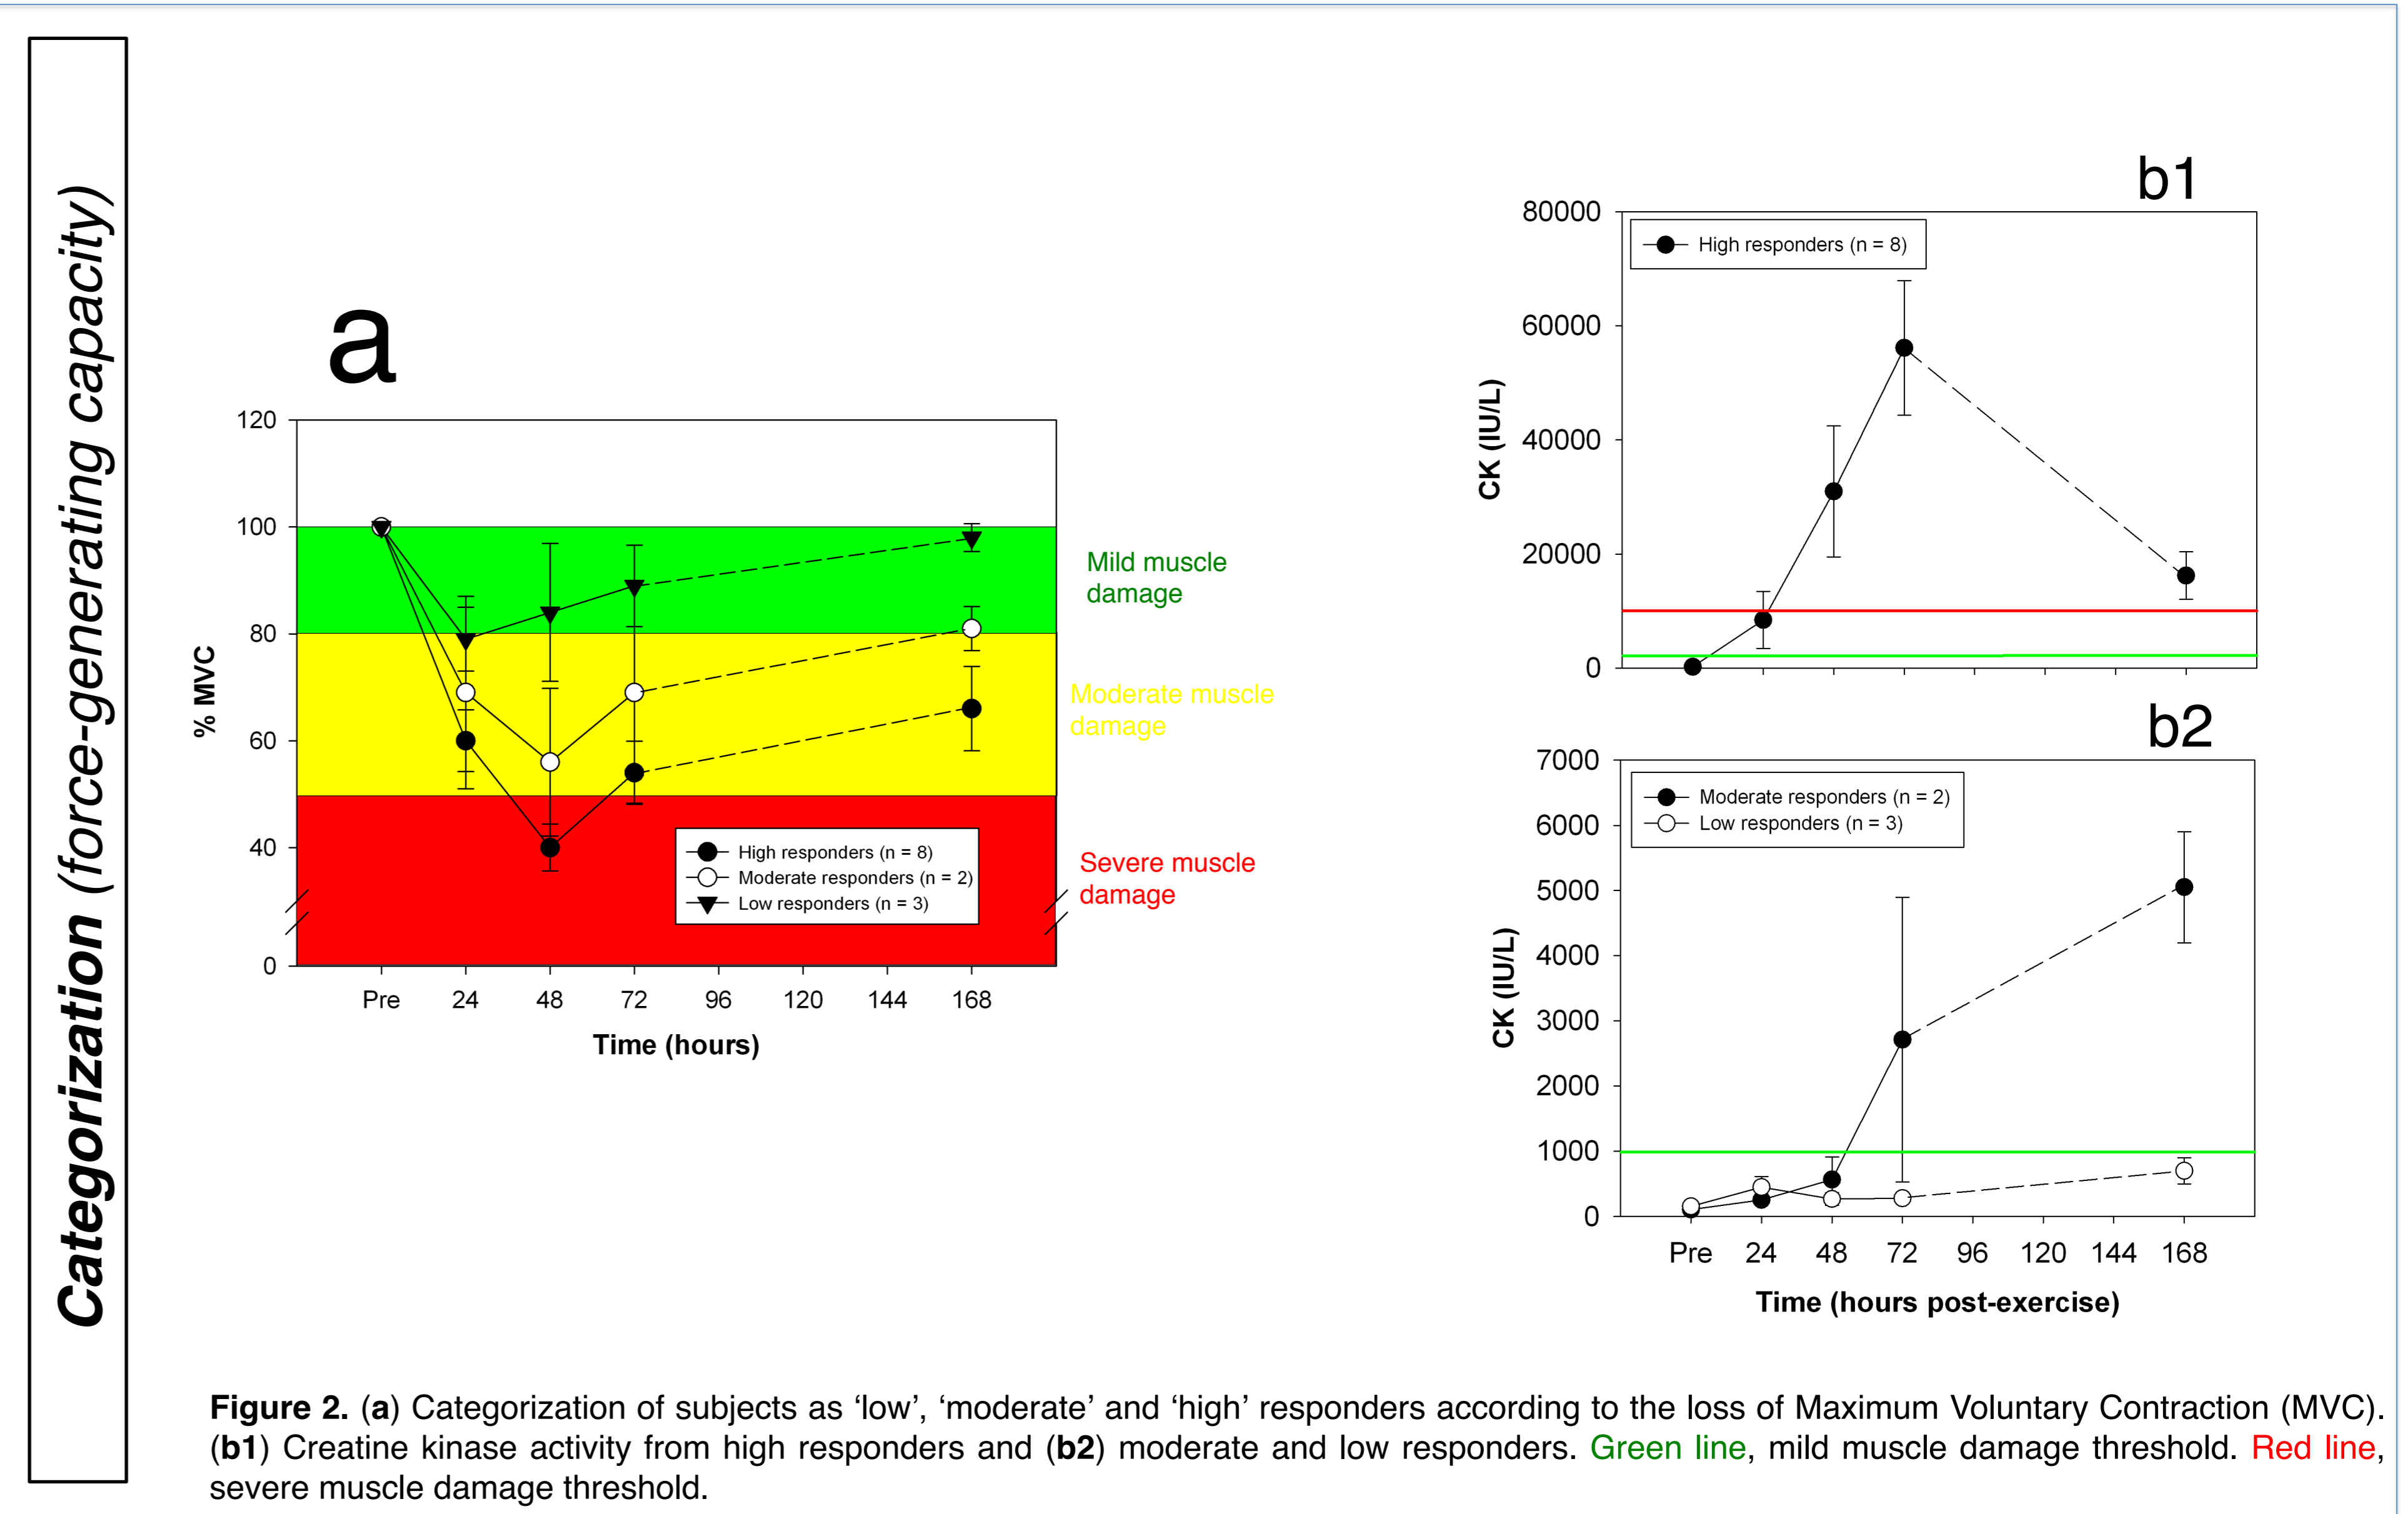 Categorization (force-generating capacity)
a
120
100
80
60
40
0
% MVC
Pre 24 48 72 96 120 144 168
Time (hours)
High responders (n = 8)
Moderate responders (n = 2)
Low responders (n = 3)
Mild muscle
damage
Moderate muscle
damage
Severe muscle
damage
b1
80000
60000
40000
20000
0
CK (IU/L)
High responders (n = 8)
b2
7000
6000
5000
4000
3000
2000
1000
0
CK (IU/L)
Moderate responders (n = 2)
Low responders (n = 3)
Pre 24 48 72 96 120 144 168
Time (hours post-exercise)
Figure 2. (a) Categorization of subjects as ‘low’, ‘moderate’ and ‘high’ responders according to the loss of Maximum Voluntary Contraction (MVC).
(b1) Creatine kinase activity from high responders and (b2) moderate and low responders. Green line, mild muscle damage threshold. Red line,
severe muscle damage threshold.